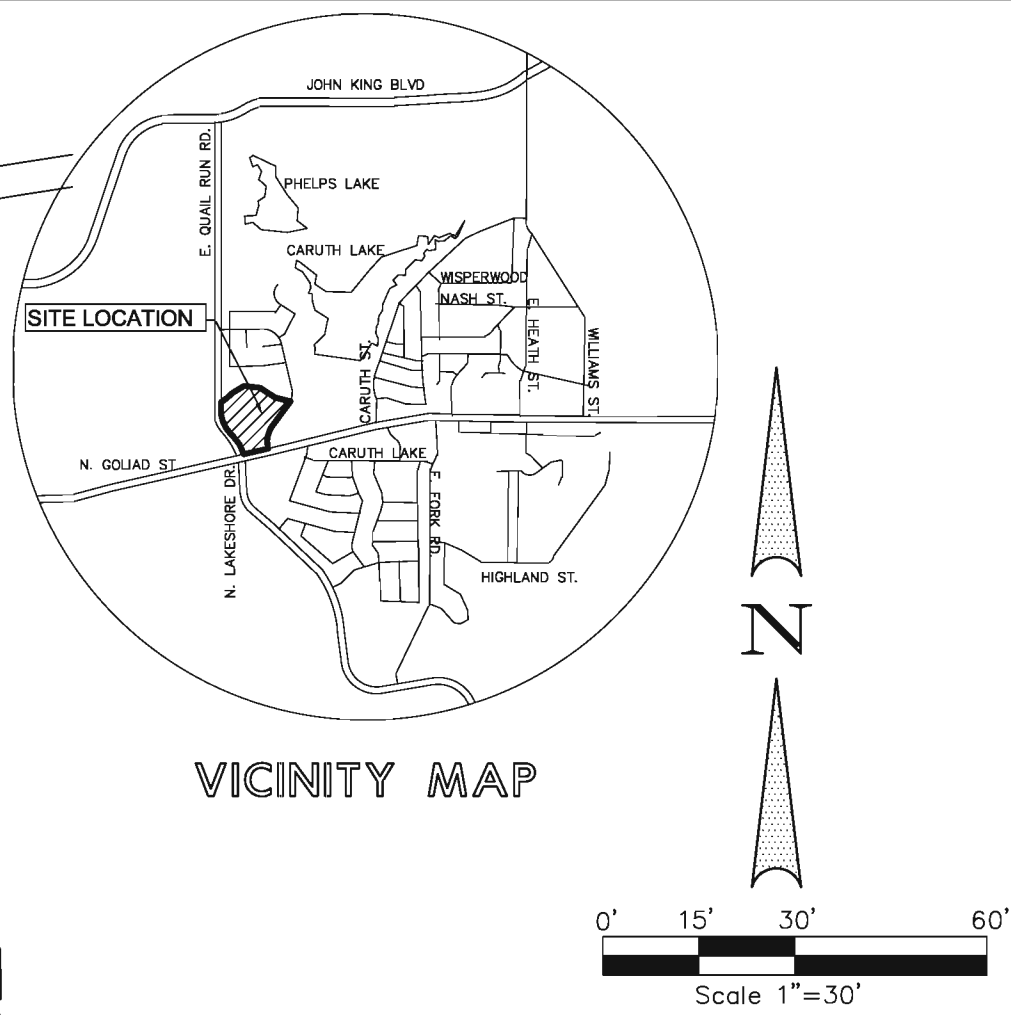 JOHN KING BLVD
E. QUAIL RUN RD.
PHELPS LAKE
CARUTH LAKE
WISPERWOOD
NASH ST.
SITE LOCATION
E. HEATH ST.
WILLIAMS ST.
CARUTH ST.
CARUTH LAKE
N. GOLIAD ST
N. LAKESHORE DR.
F. FORK RD
HIGHLAND ST.
N
VICINITY MAP
0' 15' 30' 60'
Scale 1"=30'